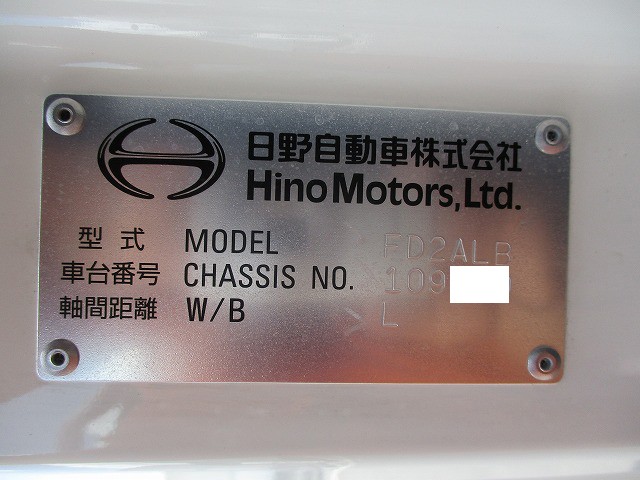 日野自動車株式会社
Hino Motors,Ltd.
型式 MODEL FD2ALB
車台番号 CHASSIS NO. 109
軸間距離 W/B > L